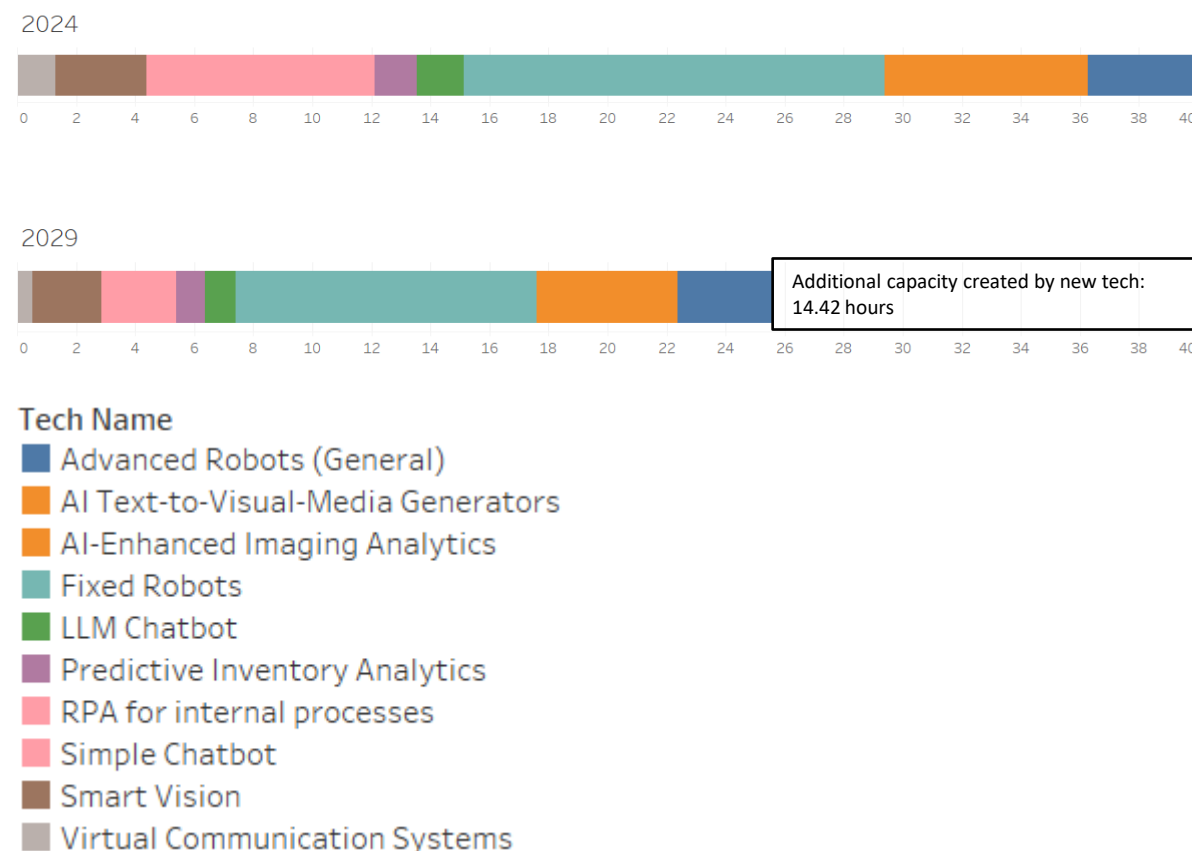 2024
0 2 4 6 8 10 12 14 16 18 20 22 24 26 28 30 32 34 36 38 40
2029
Additional capacity created by new tech:
14.42 hours
0 2 4 6 8 10 12 14 16 18 20 22 24 26 28 30 32 34 36 38 40
Tech Name
Advanced Robots (General)
AI Text-to-Visual-Media Generators
AI-Enhanced Imaging Analytics
Fixed Robots
LLM Chatbot
Predictive Inventory Analytics
RPA for internal processes
Simple Chatbot
Smart Vision
Virtual Communication Systems